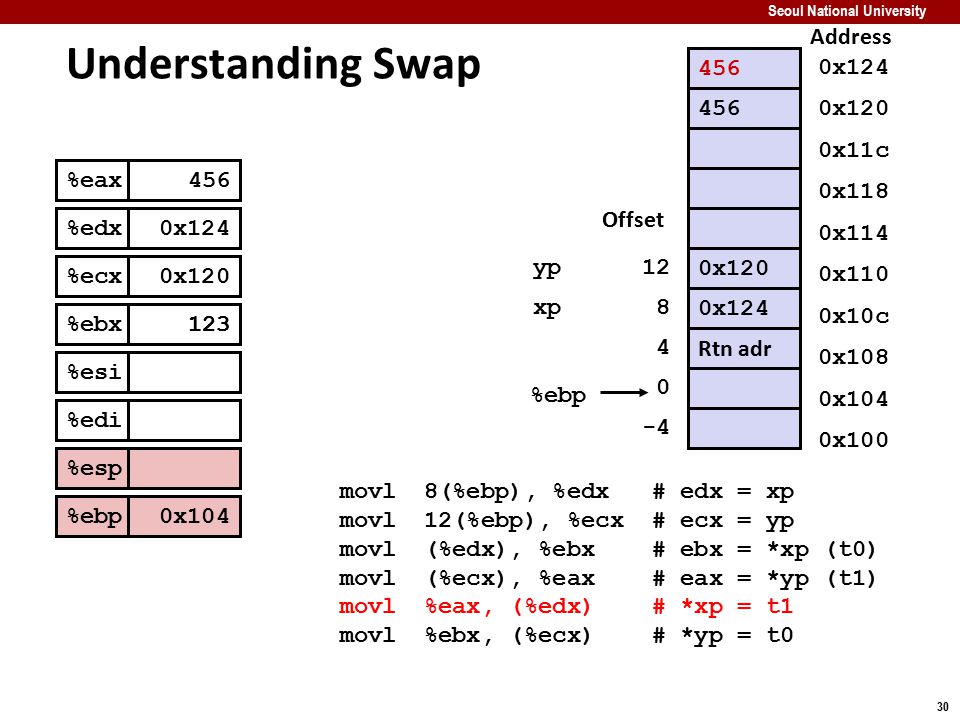 Seoul National University
Understanding Swap
Address
456 0x124
456 0x120
0x11c
0x118
0x114
Offset
yp 12 0x120 0x110
xp 8 0x124 0x10c
4 Rtn adr 0x108
%ebp 0 0x104
-4 0x100
%eax 456
%edx 0x124
%ecx 0x120
%ebx 123
%esi
%edi
%esp
%ebp 0x104
movl 8(%ebp), %edx # edx = xp
movl 12(%ebp), %ecx # ecx = yp
movl (%edx), %ebx # ebx = *xp (t0)
movl (%ecx), %eax # eax = *yp (t1)
movl %eax, (%edx) # *xp = t1
movl %ebx, (%ecx) # *yp = t0
30